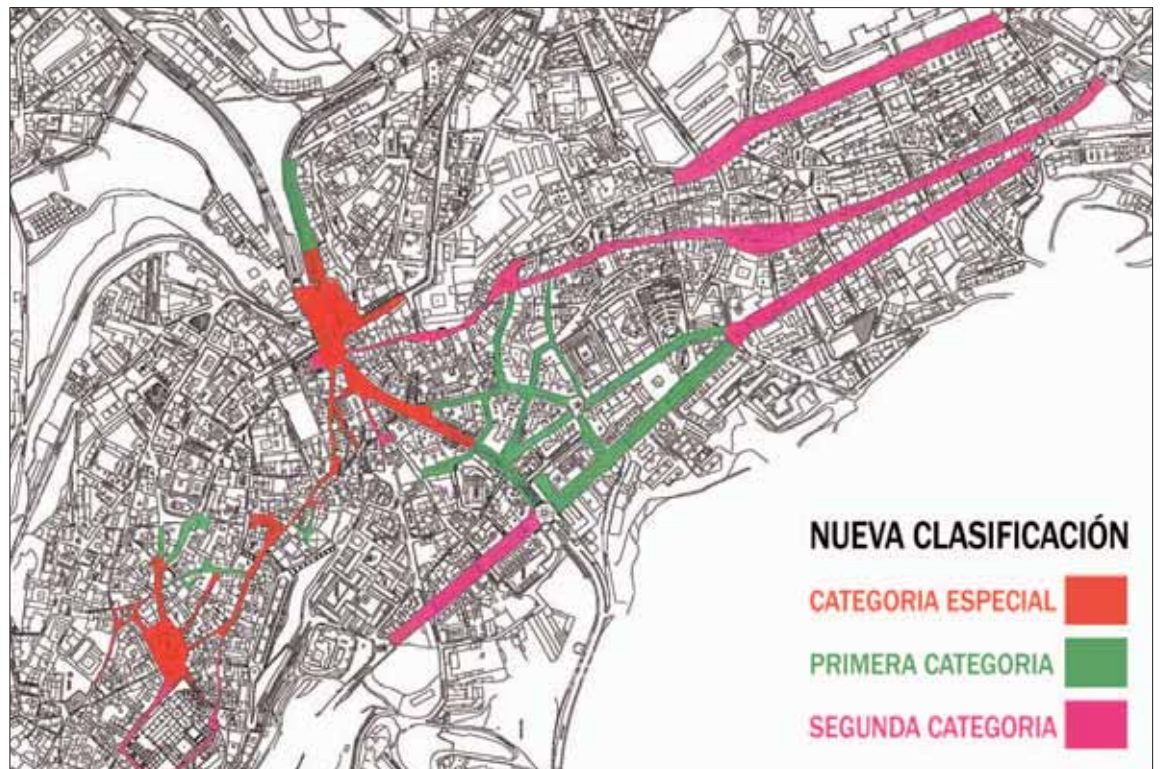 NUEVA CLASIFICACIÓN
CATEGORIA ESPECIAL
PRIMERA CATEGORIA
SEGUNDA CATEGORIA